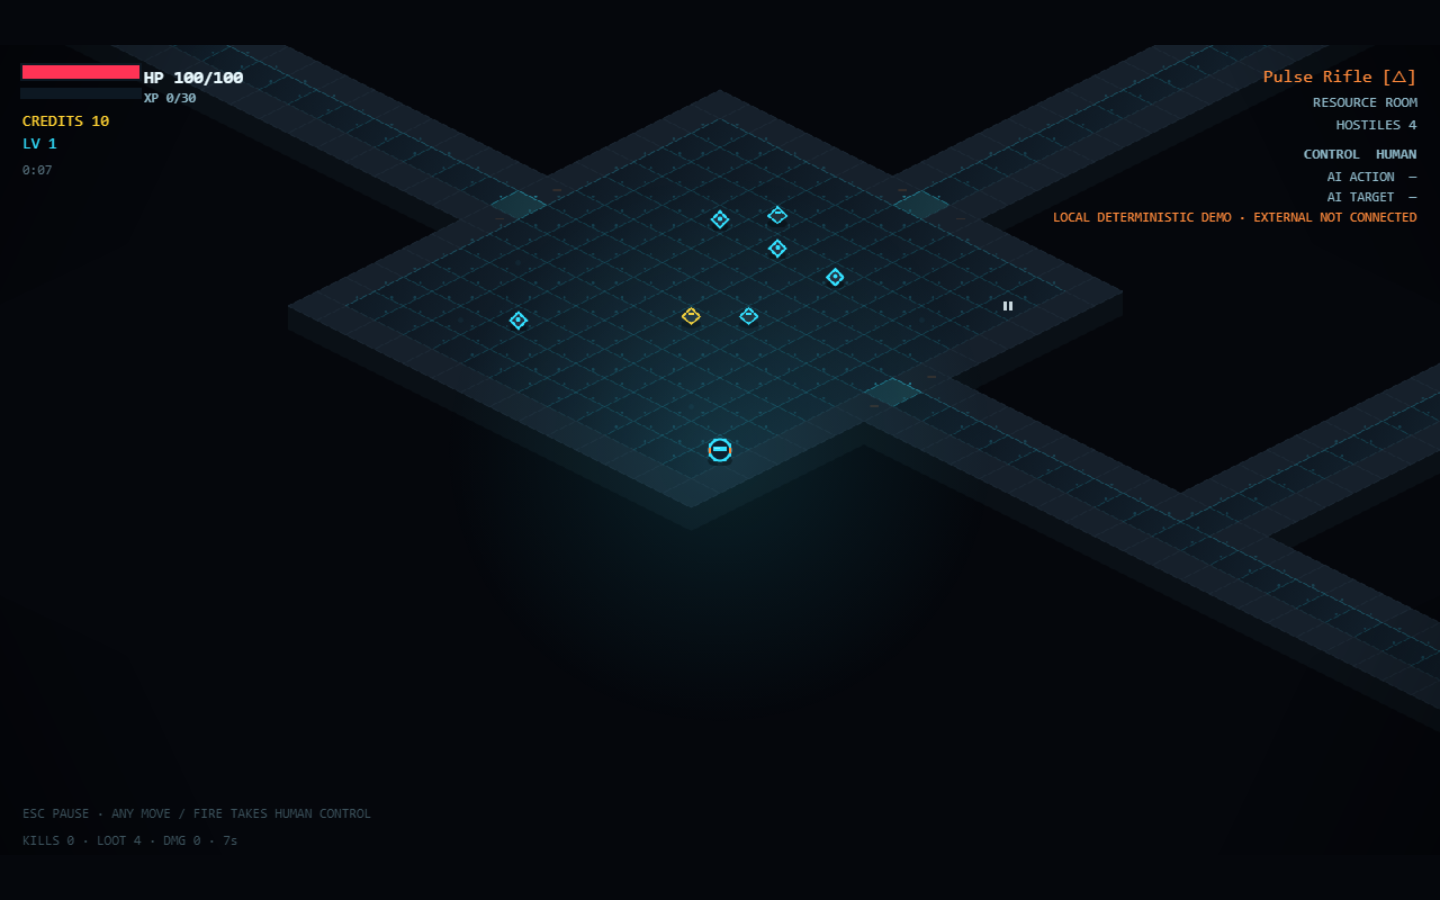 HP 100/100
XP 0/30
CREDITS 10
LV 1
0:07
Pulse Rifle [△]
RESOURCE ROOM
HOSTILES 4
CONTROL HUMAN
AI ACTION —
AI TARGET —
LOCAL DETERMINISTIC DEMO · EXTERNAL NOT CONNECTED
ESC PAUSE · ANY MOVE / FIRE TAKES HUMAN CONTROL
KILLS 0 · LOOT 4 · DMG 0 · 7s